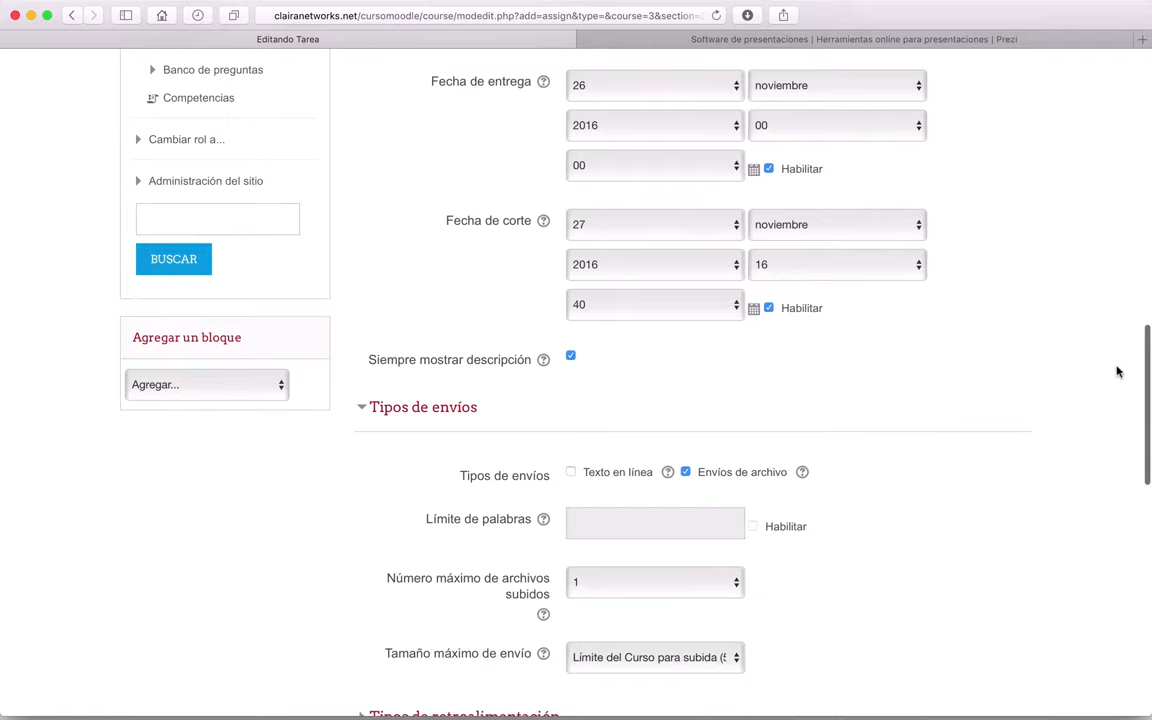 clairanetworks.net/cursomoodle/course/modedit.php?add=assign&type=&course=3&section=
Editando Tarea
Software de presentaciones | Herramientas online para presentaciones | Prezi
Banco de preguntas
Competencias
Cambiar rol a...
Administración del sitio
BUSCAR
Agregar un bloque
Agregar...
Fecha de entrega
26 noviembre
2016 00
00 Habilitar
Fecha de corte
27 noviembre
2016 16
40 Habilitar
Siempre mostrar descripción
Tipos de envíos
Tipos de envíos Texto en línea Envíos de archivo
Límite de palabras Habilitar
Número máximo de archivos
subidos
1
Tamaño máximo de envío Límite del Curso para subida (5
Tipos de retroalimentación